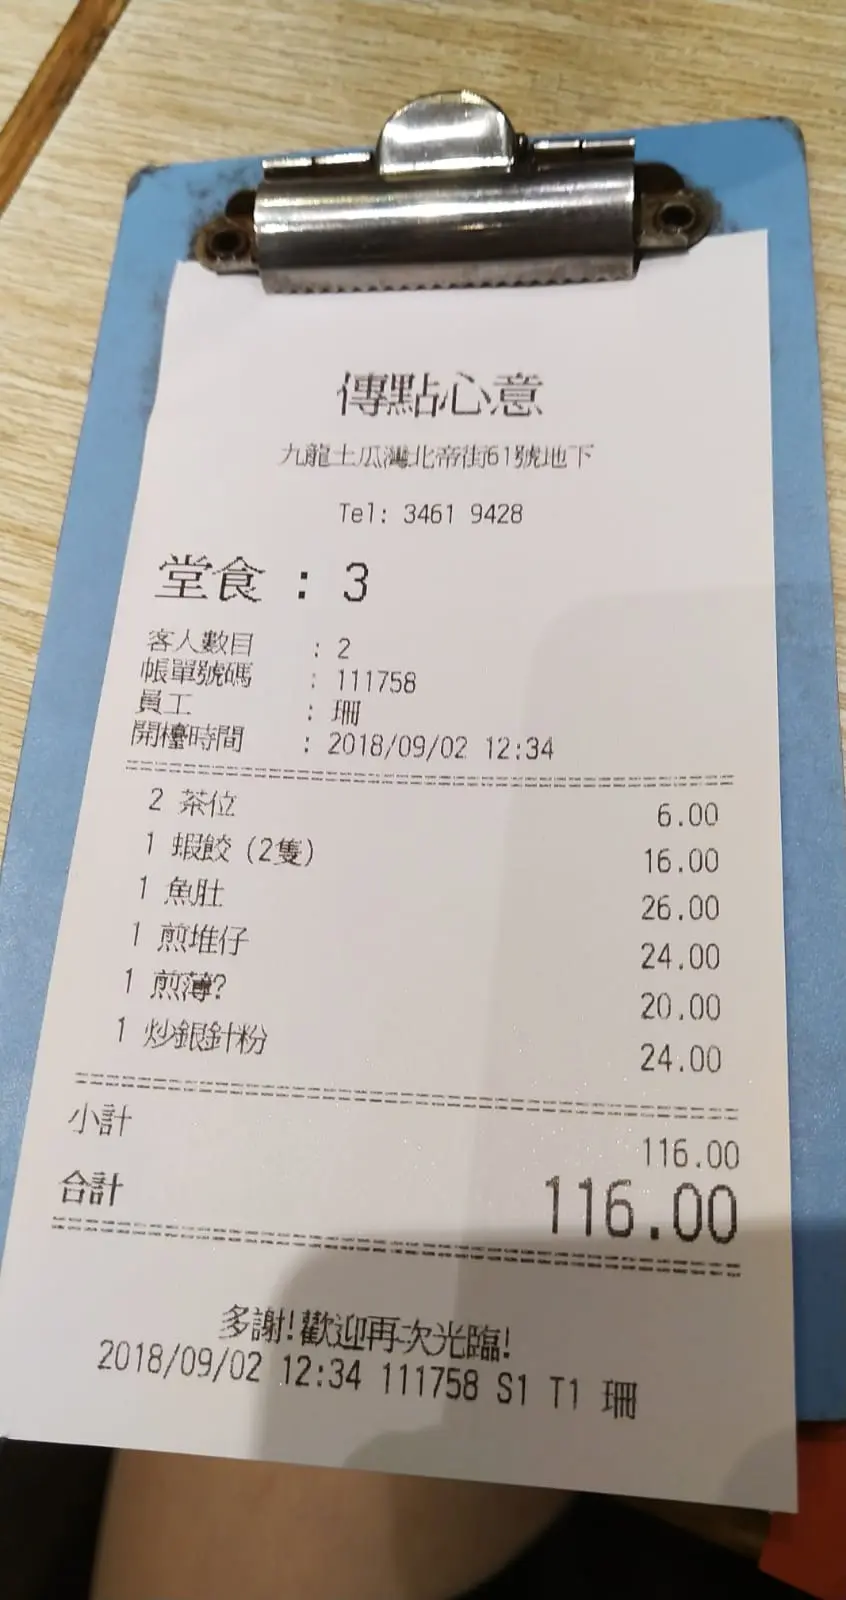 傳點心意
九龍土瓜灣北帝街61號地下
Tel: 3461 9428
堂食 : 3
客人數目 : 2
帳單號碼 : 111758
員工 : 珊
開檯時間 : 2018/09/02 12:34
2 茶位 6.00
1 蝦餃 (2隻) 16.00
1 魚肚 26.00
1 煎堆仔 24.00
1 煎薄? 20.00
1 炒銀針粉 24.00
小計 116.00
合計 116.00
多謝!歡迎再次光臨!
2018/09/02 12:34 111758 S1 T1 珊